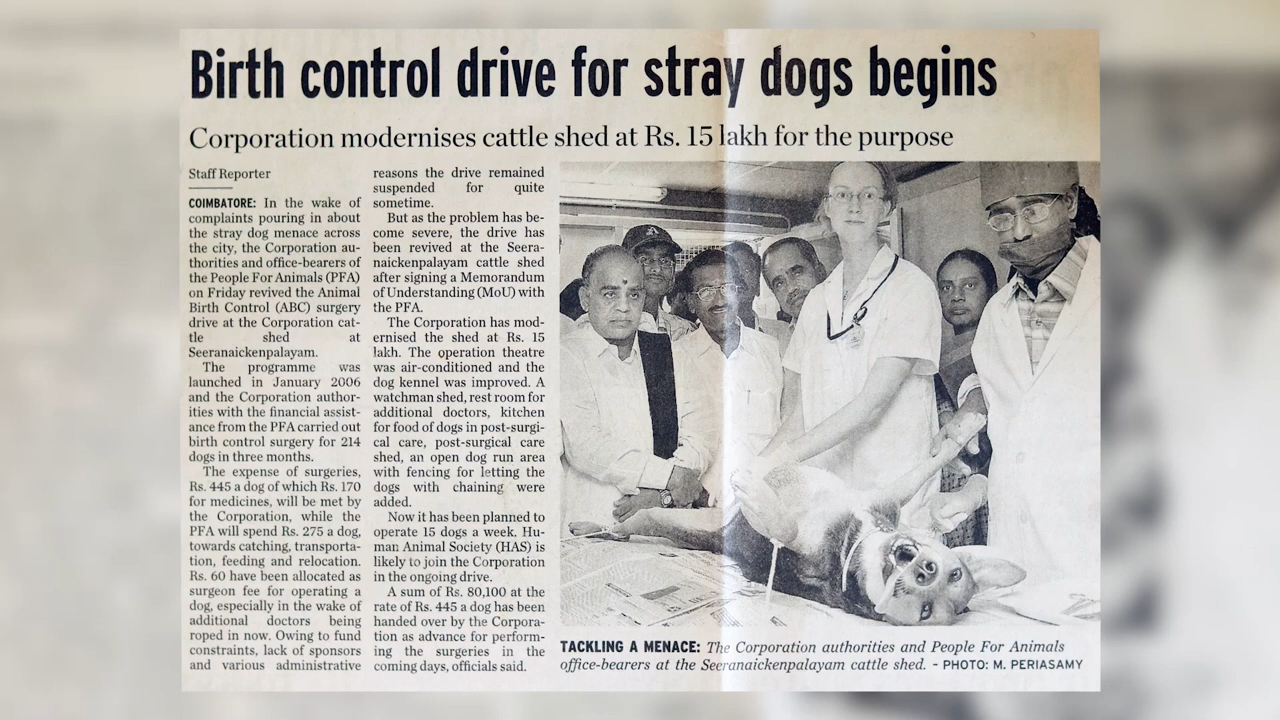 Birth control drive for stray dogs begins
Corporation modernises cattle shed at Rs. 15 lakh for the purpose
Staff Reporter
COIMBATORE: In the wake of
complaints pouring in about
the stray dog menace across
the city, the Corporation au-
thorities and office-bearers of
the People For Animals (PFA)
on Friday revived the Animal
Birth Control (ABC) surgery
drive at the Corporation cat-
tle shed at
Seeranaickenpalayam.
The programme was
launched in January 2006
and the Corporation author-
ities with the financial assist-
ance from the PFA carried out
birth control surgery for 214
dogs in three months.
The expense of surgeries,
Rs. 445 a dog of which Rs. 170
for medicines, will be met by
the Corporation, while the
PFA will spend Rs. 275 a dog,
towards catching, transporta-
tion, feeding and relocation.
Rs. 60 have been allocated as
surgeon fee for operating a
dog, especially in the wake of
additional doctors being
roped in now. Owing to fund
constraints, lack of sponsors
and various administrative
reasons the drive remained
suspended for quite
sometime.
But as the problem has be-
come severe, the drive has
been revived at the Seera-
naickenpalayam cattle shed
after signing a Memorandum
of Understanding (MoU) with
the PFA.
The Corporation has mod-
ernised the shed at Rs. 15
lakh. The operation theatre
was air-conditioned and the
dog kennel was improved. A
watchman shed, rest room for
additional doctors, kitchen
for food of dogs in post-surgi-
cal care, post-surgical care
shed, an open dog run area
with fencing for letting the
dogs with chaining were
added.
Now it has been planned to
operate 15 dogs a week. Hu-
man Animal Society (HAS) is
likely to join the Corporation
in the ongoing drive.
A sum of Rs. 80,100 at the
rate of Rs. 445 a dog has been
handed over by the Corpora-
tion as advance for perform-
ing the surgeries in the
coming days, officials said.
TACKLING A MENACE: The Corporation authorities and People For Animals
office-bearers at the Seeranaickenpalayam cattle shed. - PHOTO: M. PERIASAMY